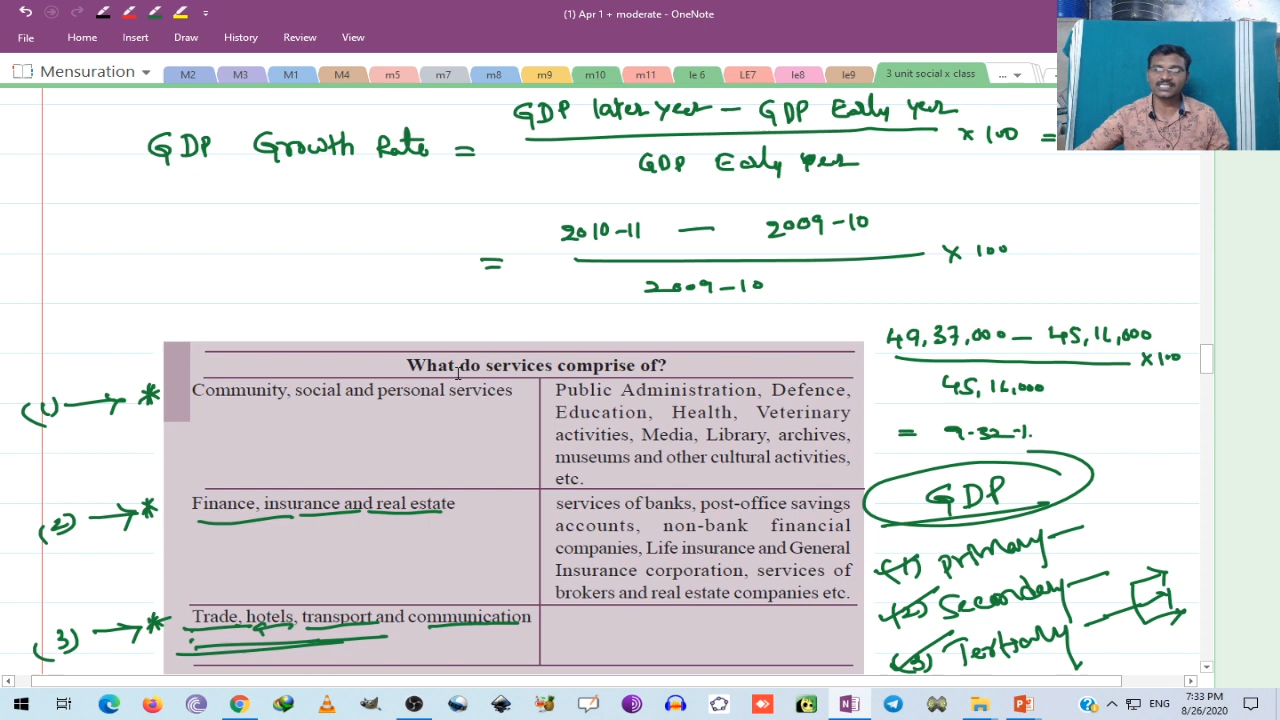 (1) Apr 1 + moderate - OneNote
File Home Insert Draw History Review View
Mensuration M2 M3 M1 M4 m5 m7 m8 m9 m10 m11 le 6 LE7 le8 le9 3 unit social x class ...
GDP Growth Rate = GDP later year - GDP Early year x 100 =
GDP Early year
= 2010-11 — 2009-10 x 100
2009-10
49,37,000 - 45,16,000 x100
45,16,000
= 9.32%
What do services comprise of?
(1) → * Community, social and personal services
Public Administration, Defence,
Education, Health, Veterinary
activities, Media, Library, archives,
museums and other cultural activities,
etc.
(2) → * Finance, insurance and real estate
services of banks, post-office savings
accounts, non-bank financial
companies, Life insurance and General
Insurance corporation, services of
brokers and real estate companies etc.
(3) → * Trade, hotels, transport and communication
GDP
(1) Primary
(2) Secondary
(3) Tertiary
ENG
7:33 PM
8/26/2020